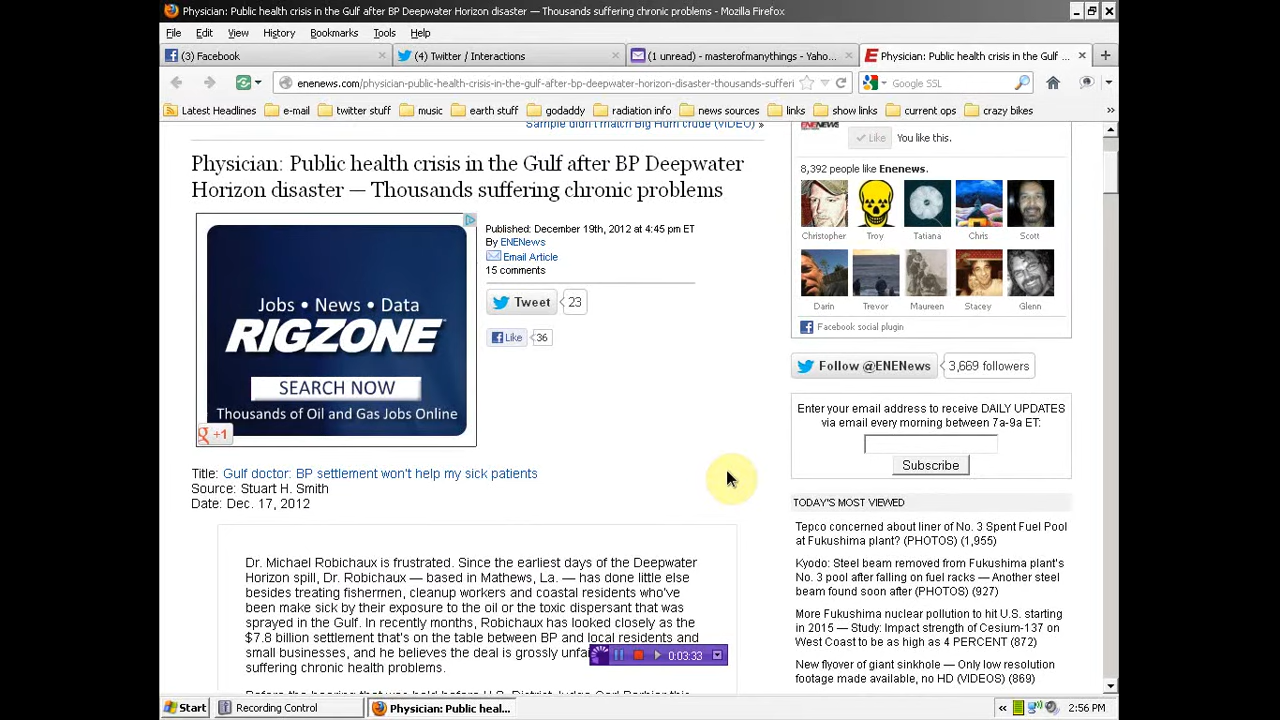 Physician: Public health crisis in the Gulf after BP Deepwater Horizon disaster — Thousands suffering chronic problems - Mozilla Firefox
File Edit View History Bookmarks Tools Help
(3) Facebook
(4) Twitter / Interactions
(1 unread) - masterofmanythings - Yaho...
Physician: Public health crisis in the Gulf ...
enenews.com/physician-public-health-crisis-in-the-gulf-after-bp-deepwater-horizon-disaster-thousands-sufferi
Google SSL
Latest Headlines e-mail twitter stuff music earth stuff godaddy radiation info news sources links show links current ops crazy bikes
Sample didn't match Big Hum crude (VIDEO) »
Physician: Public health crisis in the Gulf after BP Deepwater
Horizon disaster — Thousands suffering chronic problems
Jobs • News • Data
RIGZONE
SEARCH NOW
Thousands of Oil and Gas Jobs Online
+1
Published: December 19th, 2012 at 4:45 pm ET
By ENENews
Email Article
15 comments
Tweet 23
Like 36
Title: Gulf doctor: BP settlement won't help my sick patients
Source: Stuart H. Smith
Date: Dec. 17, 2012
Dr. Michael Robichaux is frustrated. Since the earliest days of the Deepwater
Horizon spill, Dr. Robichaux — based in Mathews, La. — has done little else
besides treating fishermen, cleanup workers and coastal residents who've
been make sick by their exposure to the oil or the toxic dispersant that was
sprayed in the Gulf. In recently months, Robichaux has looked closely as the
$7.8 billion settlement that's on the table between BP and local residents and
small businesses, and he believes the deal is grossly
suffering chronic health problems.
0:03:33
Like You like this.
8,392 people like Enenews.
Christopher Troy Tatiana Chris Scott
Darin Trevor Maureen Stacey Glenn
Facebook social plugin
Follow @ENENews 3,669 followers
Enter your email address to receive DAILY UPDATES
via email every morning between 7a-9a ET:
Subscribe
TODAY'S MOST VIEWED
Tepco concerned about liner of No. 3 Spent Fuel Pool
at Fukushima plant? (PHOTOS) (1,955)
Kyodo: Steel beam removed from Fukushima plant's
No. 3 pool after falling on fuel racks — Another steel
beam found soon after (PHOTOS) (927)
More Fukushima nuclear pollution to hit U.S. starting
in 2015 — Study: Impact strength of Cesium-137 on
West Coast to be as high as 4 PERCENT (872)
New flyover of giant sinkhole — Only low resolution
footage made available, no HD (VIDEOS) (869)
Start
Recording Control
Physician: Public heal...
2:56 PM